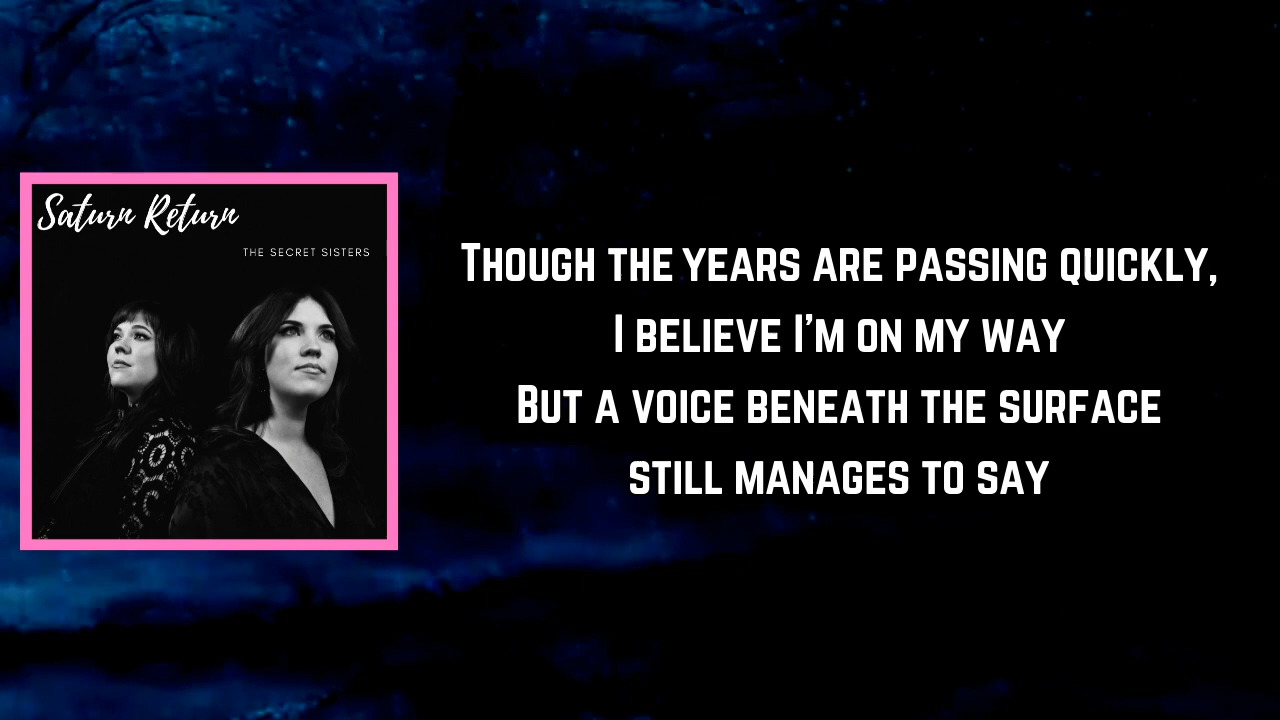 Saturn Return
THE SECRET SISTERS
THOUGH THE YEARS ARE PASSING QUICKLY,
I BELIEVE I'M ON MY WAY
BUT A VOICE BENEATH THE SURFACE
STILL MANAGES TO SAY